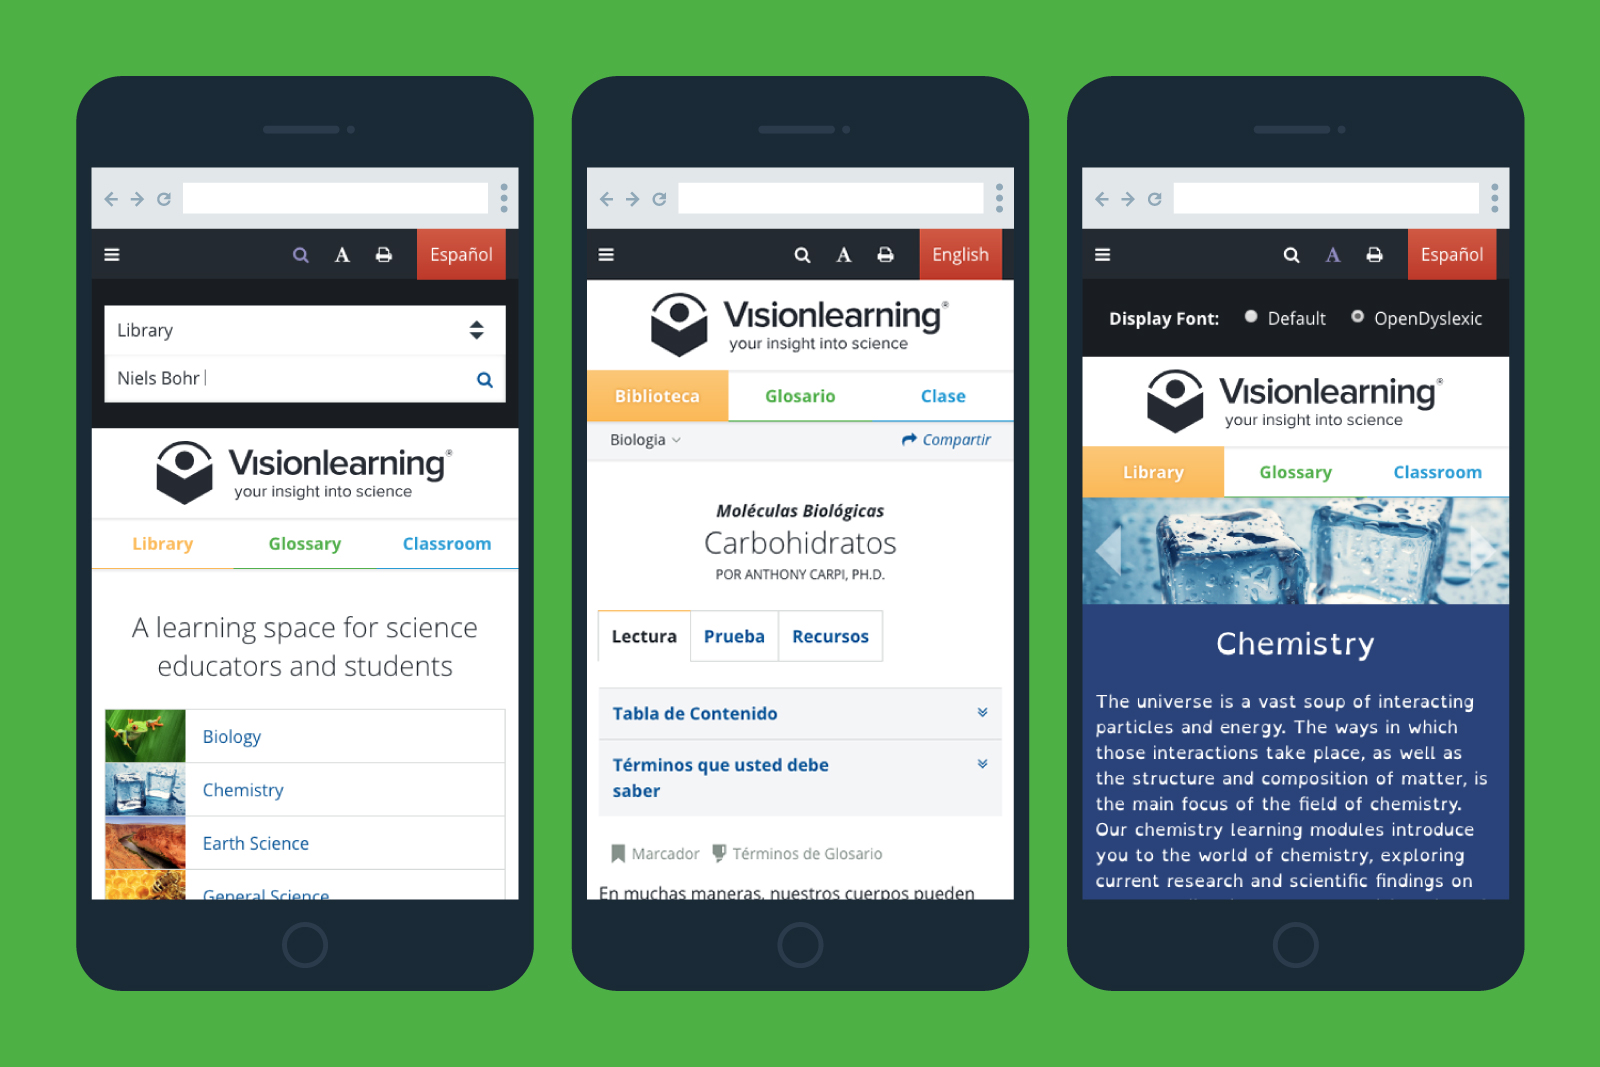 Español
Library
Niels Bohr
Visionlearning®
your insight into science
Library Glossary Classroom
A learning space for science
educators and students
Biology
Chemistry
Earth Science
General Science
English
Visionlearning®
your insight into science
Biblioteca Glosario Clase
Biologia Compartir
Moléculas Biológicas
Carbohidratos
POR ANTHONY CARPI, PH.D.
Lectura Prueba Recursos
Tabla de Contenido
Términos que usted debe
saber
Marcador Términos de Glosario
En muchas maneras, nuestros cuerpos pueden
A Español
Display Font: Default OpenDyslexic
Visionlearning®
your insight into science
Library Glossary Classroom
Chemistry
The universe is a vast soup of interacting
particles and energy. The ways in which
those interactions take place, as well as
the structure and composition of matter, is
the main focus of the field of chemistry.
Our chemistry learning modules introduce
you to the world of chemistry, exploring
current research and scientific findings on